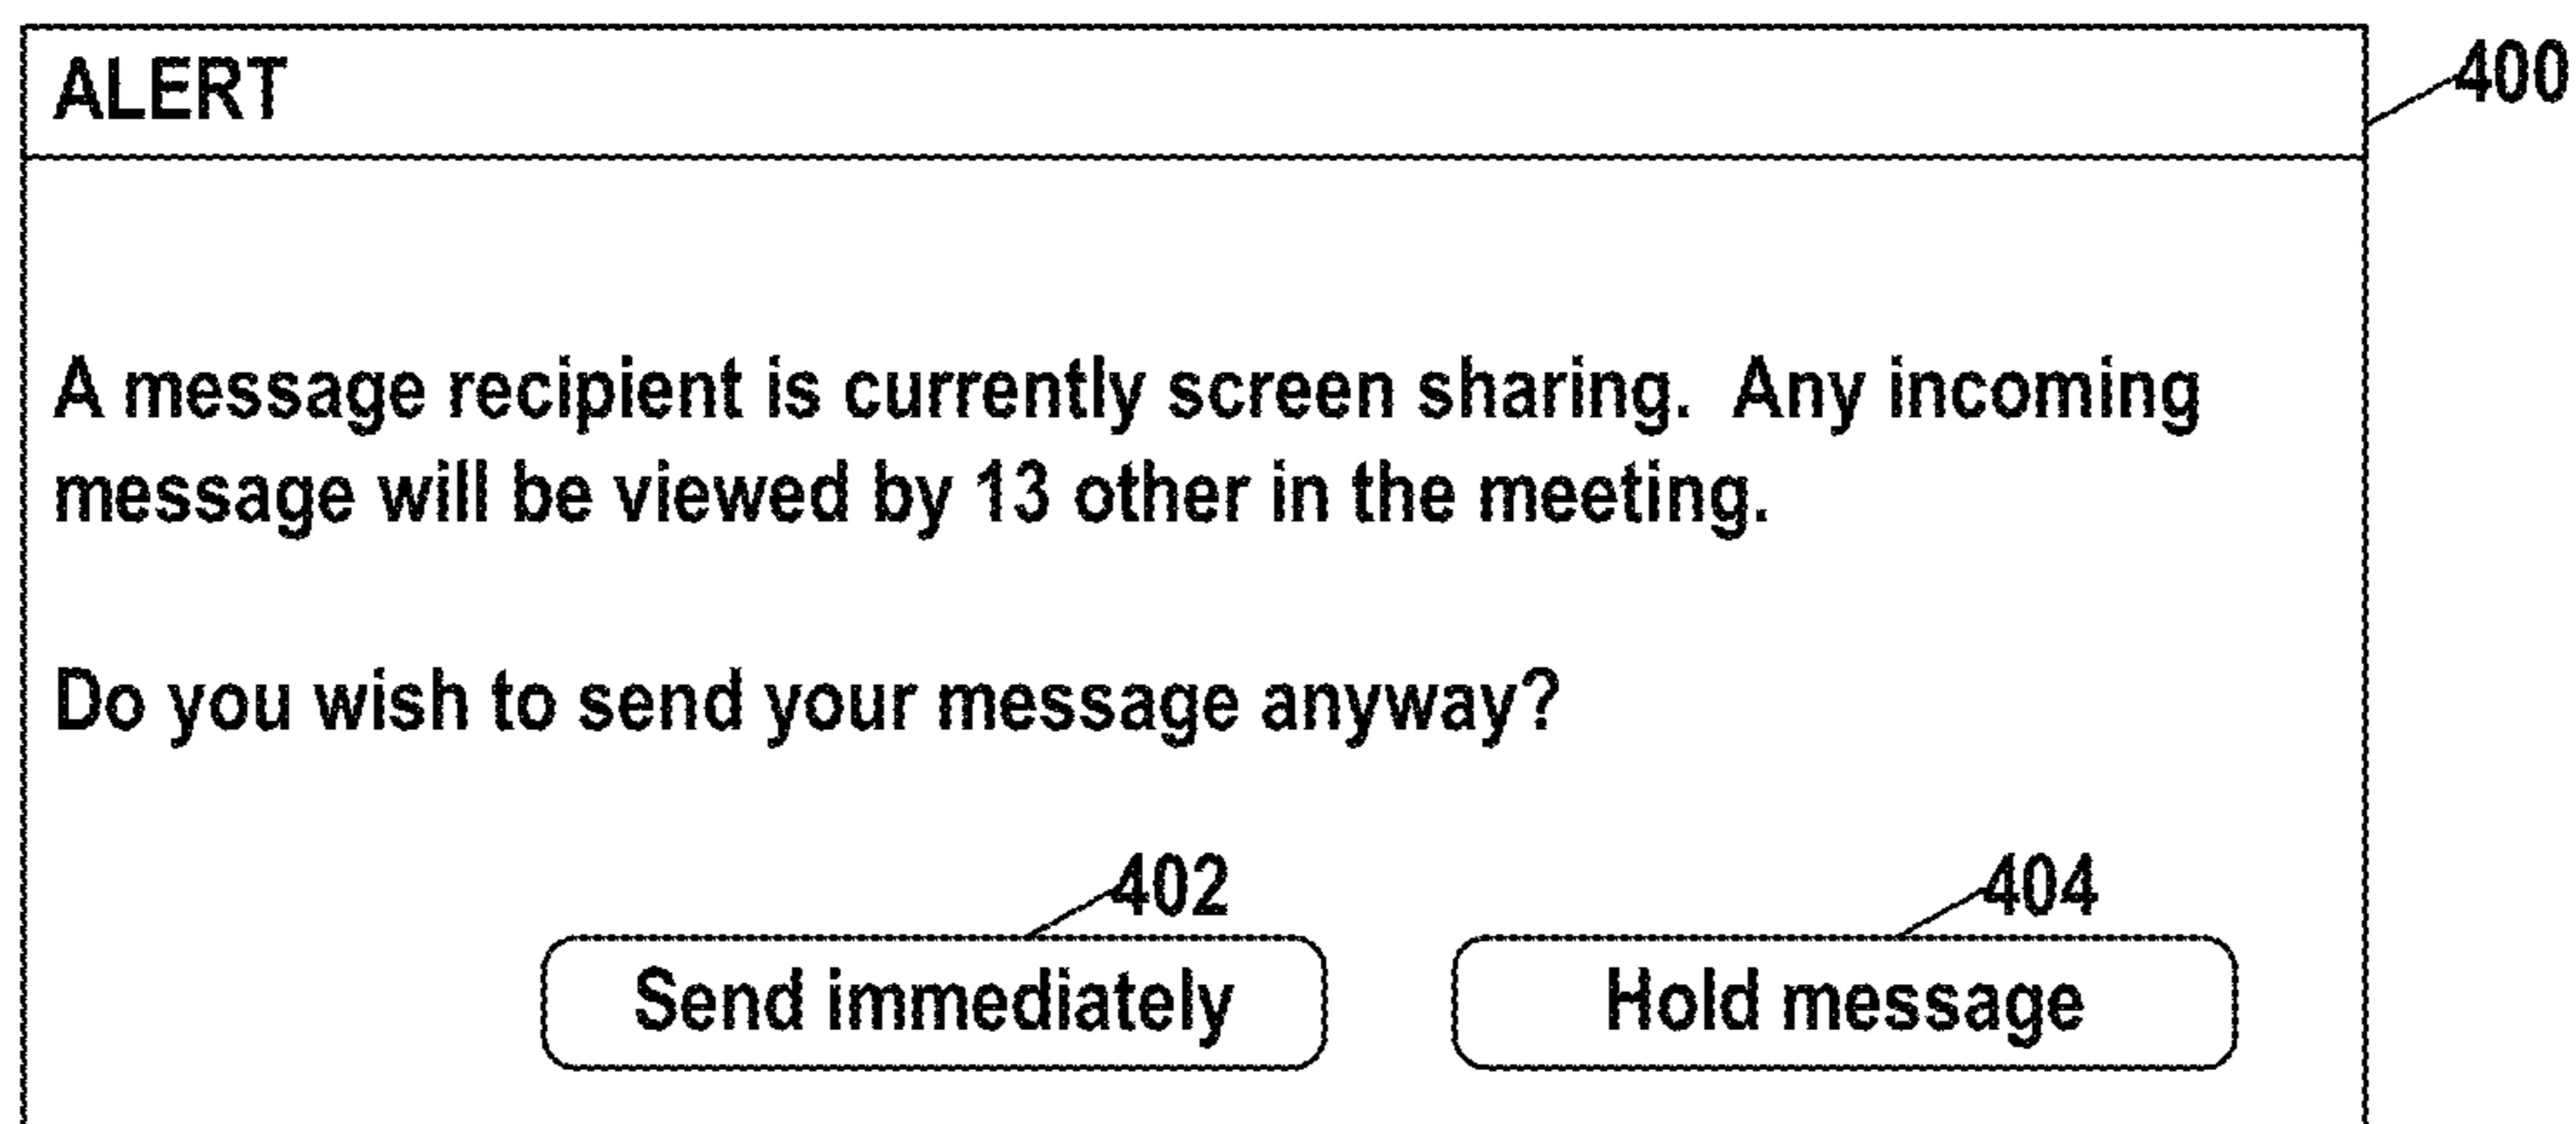 ALERT
400
A message recipient is currently screen sharing.  Any incoming
message will be viewed by 13 other in the meeting.
Do you wish to send your message anyway?
402
404
Send immediately
Hold message